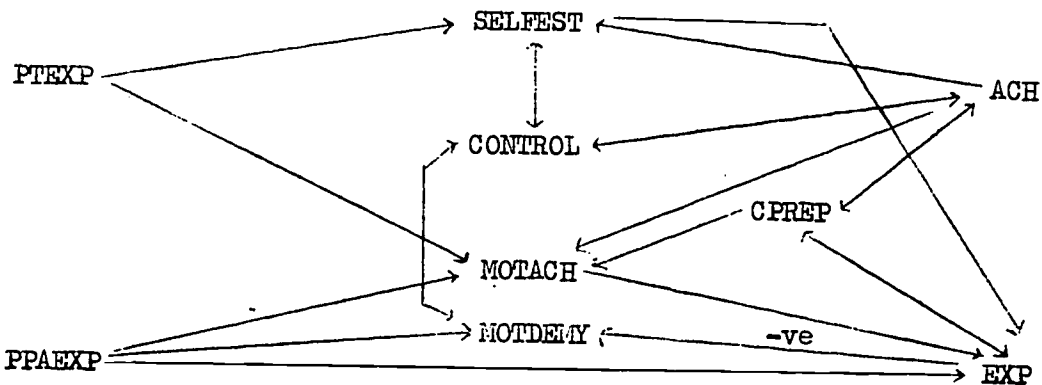 SELFEST
PTEXP
ACH
CONTROL
CPREP
MOTACH
MOTDEMY
-ve
PPAEXP
EXP